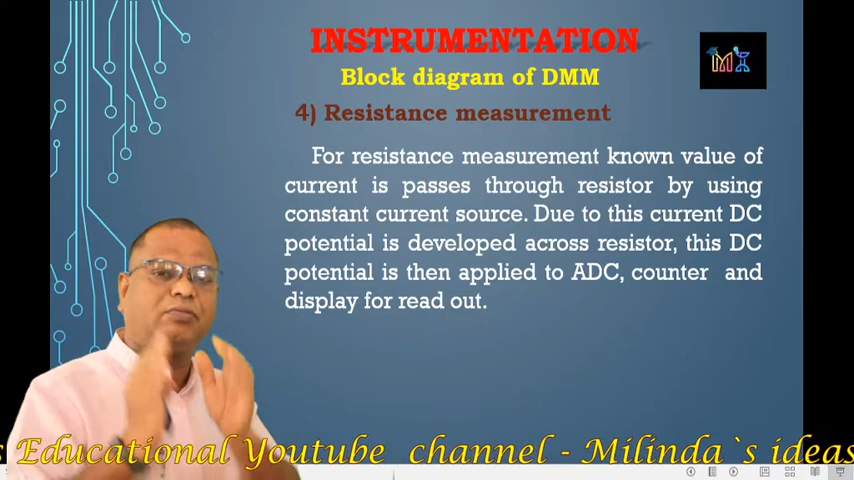 INSTRUMENTATION
Block diagram of DMM
MI
4) Resistance measurement
For resistance measurement known value of
current is passes through resistor by using
constant current source. Due to this current DC
potential is developed across resistor, this DC
potential is then applied to ADC, counter and
display for read out.
s Educational Youtube channel - Milinda`s ideas